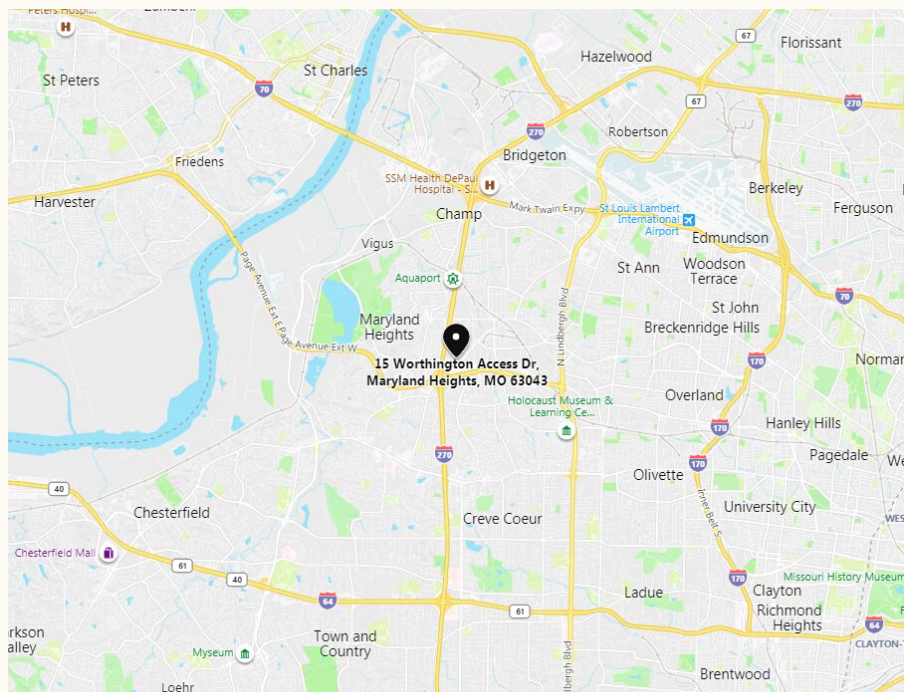 Peters Hospi...
St Peters
70
St Charles
67
Florissant
Hazelwood
67
270
270
Robertson
Friedens
Bridgeton
SSM Health DePaul
Hospital - S...
Harvester
Champ
Mark Twain Expy
Berkeley
Ferguson
St Louis Lambert
International
Airport
Edmundson
Vigus
Page Avenue Ext E
Page Avenue Ext W
Aquaport
St Ann
Woodson
Terrace
70
N Lindbergh Blvd
St John
Maryland
Heights
Breckenridge Hills
15 Worthington Access Dr,
Maryland Heights, MO 63043
170
Norman
Holocaust Museum &
Learning Ce...
Overland
170
Hanley Hills
270
Pagedale
We
170
Olivette
40
Inner Belt S
Chesterfield
Creve Coeur
University City
WES
Chesterfield Mall
61
40
170
Missouri History Museum
64
61
Ladue
Clayton
Richmond
Heights
64
arkson
alley
Town and
Country
CLAYTON-T
Myseum
ndbergh Blvd
Brentwood
Loehr